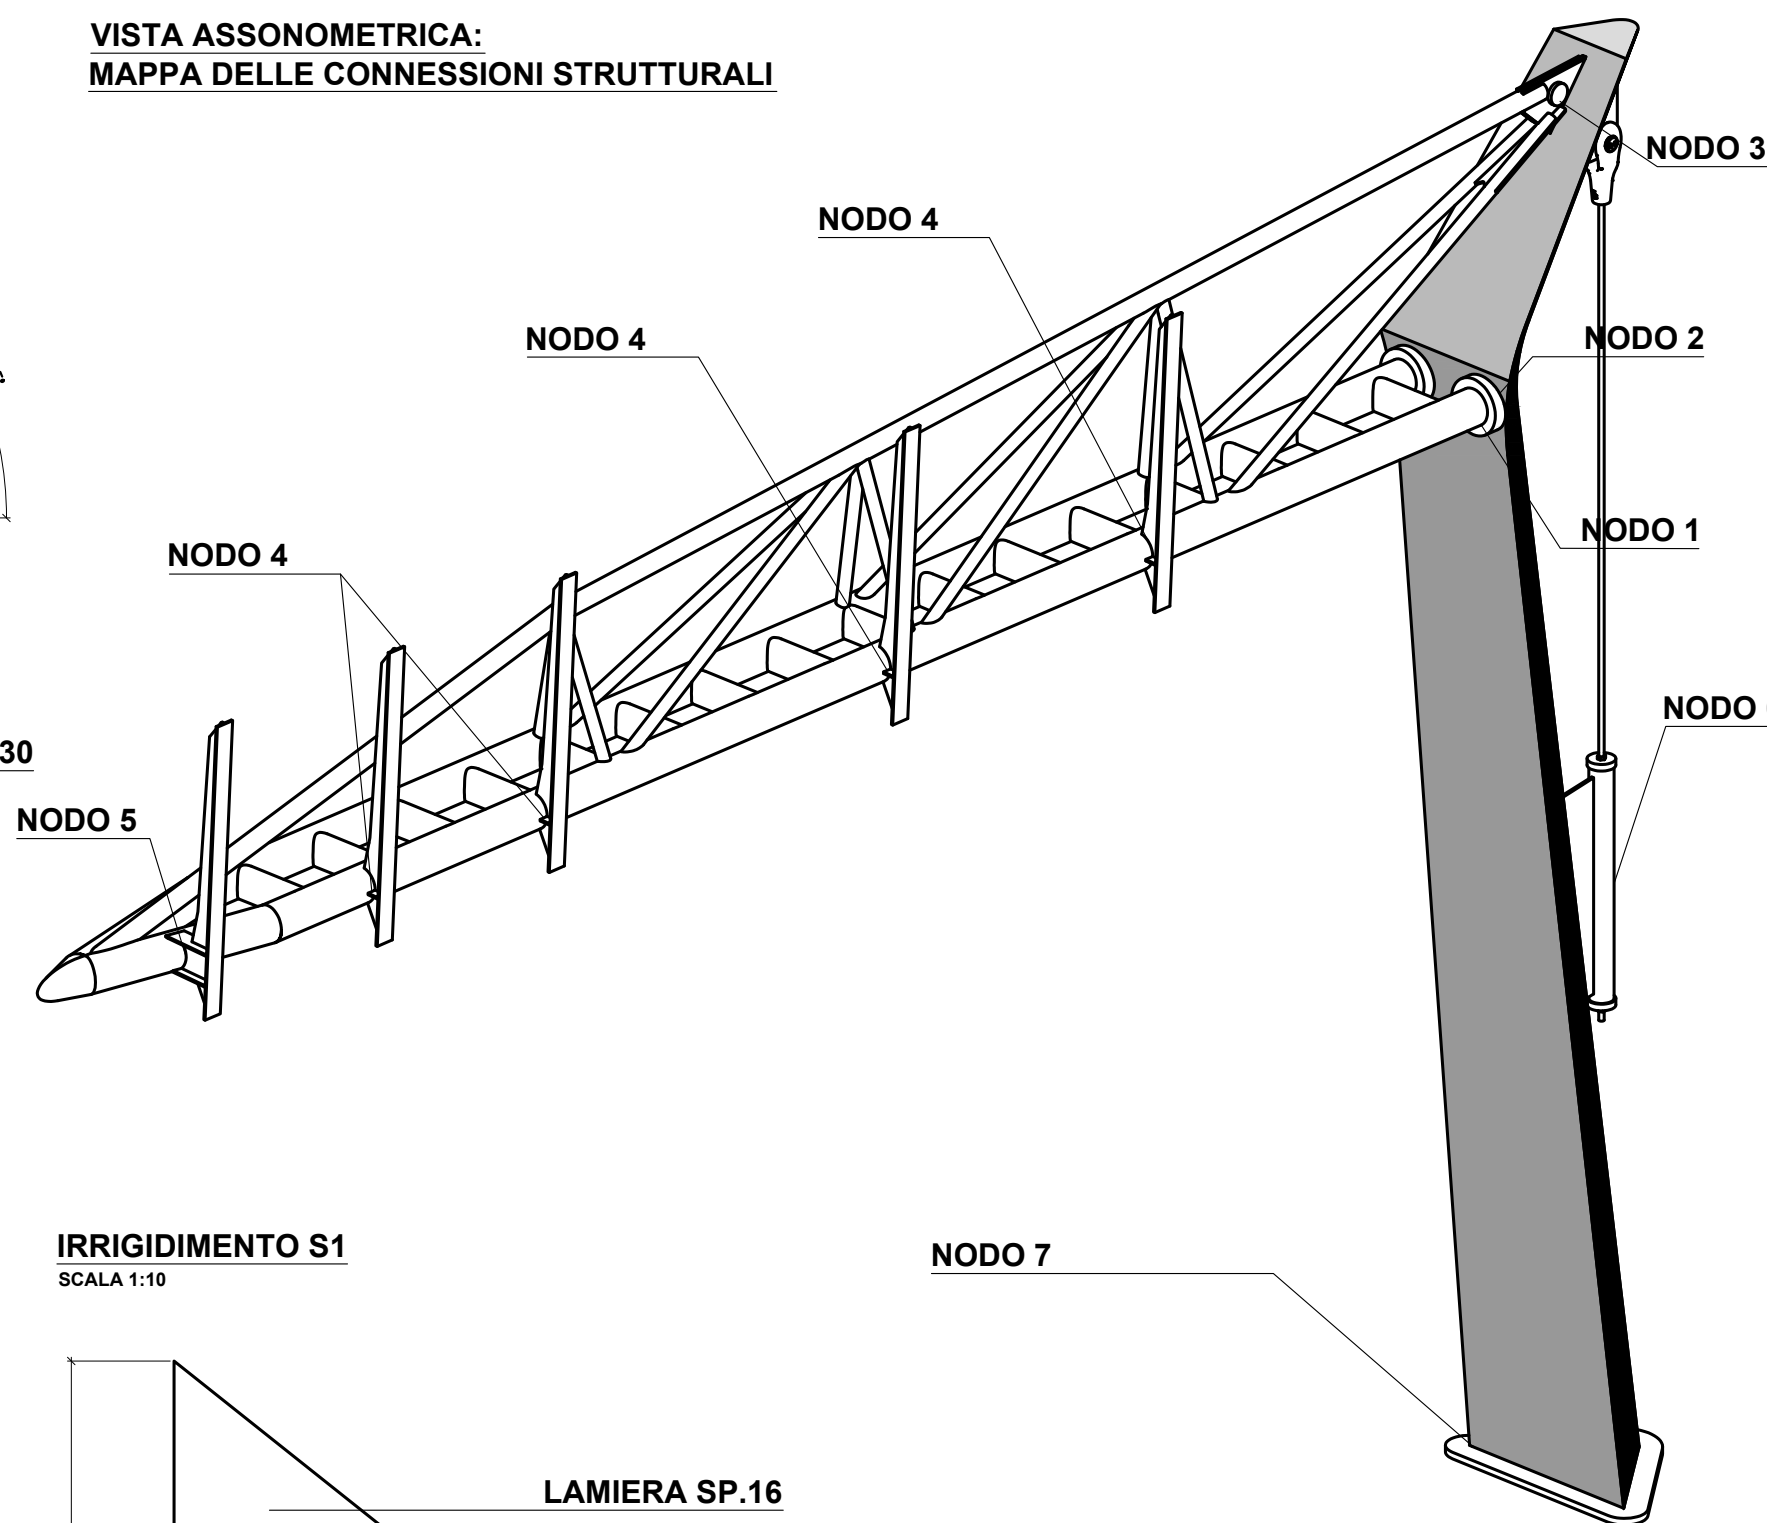 VISTA ASSONOMETRICA:
MAPPA DELLE CONNESSIONI STRUTTURALI
NODO 3
NODO 4
NODO 4
NODO 2
NODO 1
NODO 4
NODO
30
NODO 5
IRRIGIDIMENTO S1
SCALA 1:10
NODO 7
LAMIERA SP.16